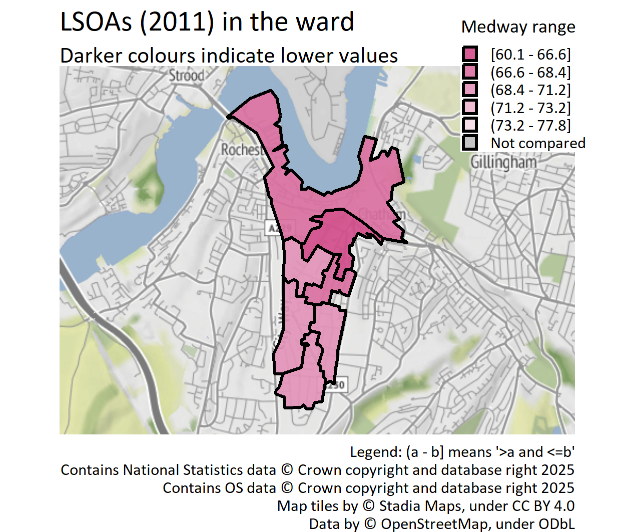 LSOAs (2011) in the ward
Darker colours indicate lower values
Medway range
[60.1 - 66.6]
(66.6 - 68.4]
(68.4 - 71.2]
(71.2 - 73.2]
(73.2 - 77.8]
Not compared
Strood
Rochest
Gillingham
Legend: (a - b] means '>a and <=b'
Contains National Statistics data © Crown copyright and database right 2025
Contains OS data © Crown copyright and database right 2025
Map tiles by © Stadia Maps, under CC BY 4.0
Data by © OpenStreetMap, under ODbL